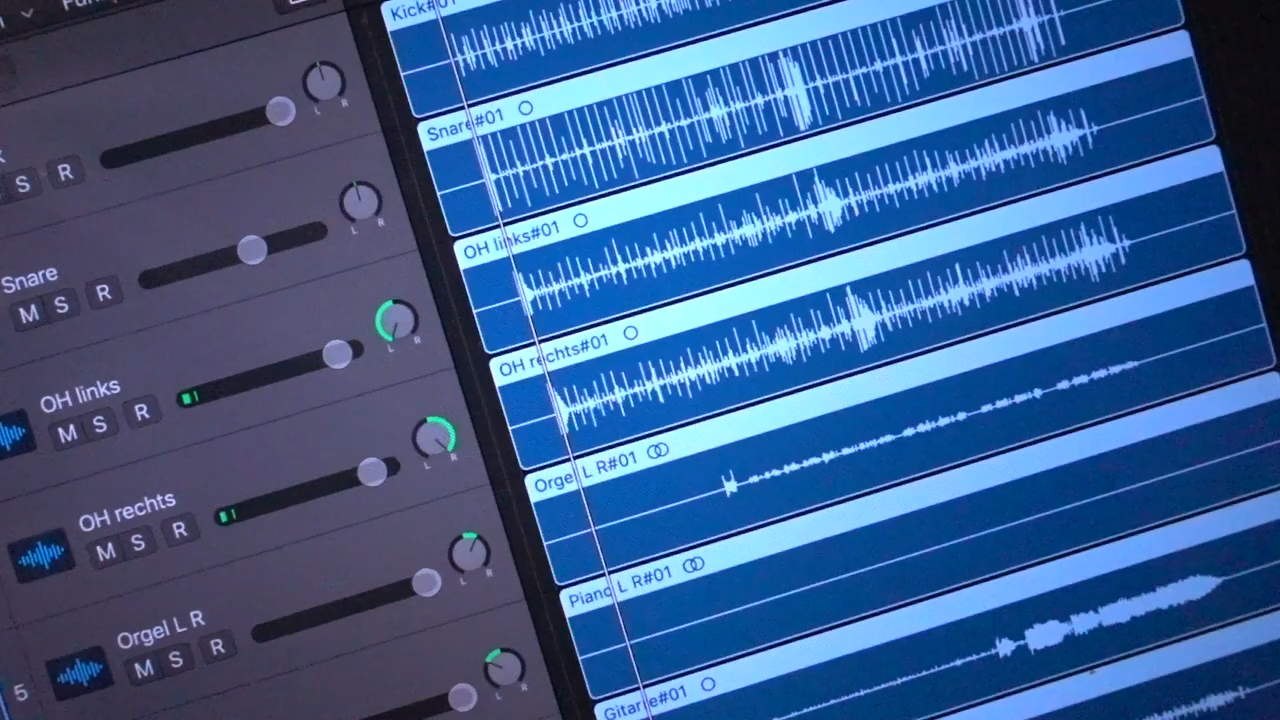 Kick#01
S R
L R
Snare#01
Snare
M S R
L R
OH links#01
OH links
M S R
L R
OH rechts#01
OH rechts
M S R
L R
Orgel L R#01
Orgel L R
M S R
L R
5
Piano L R#01
L R
Gitarre#01